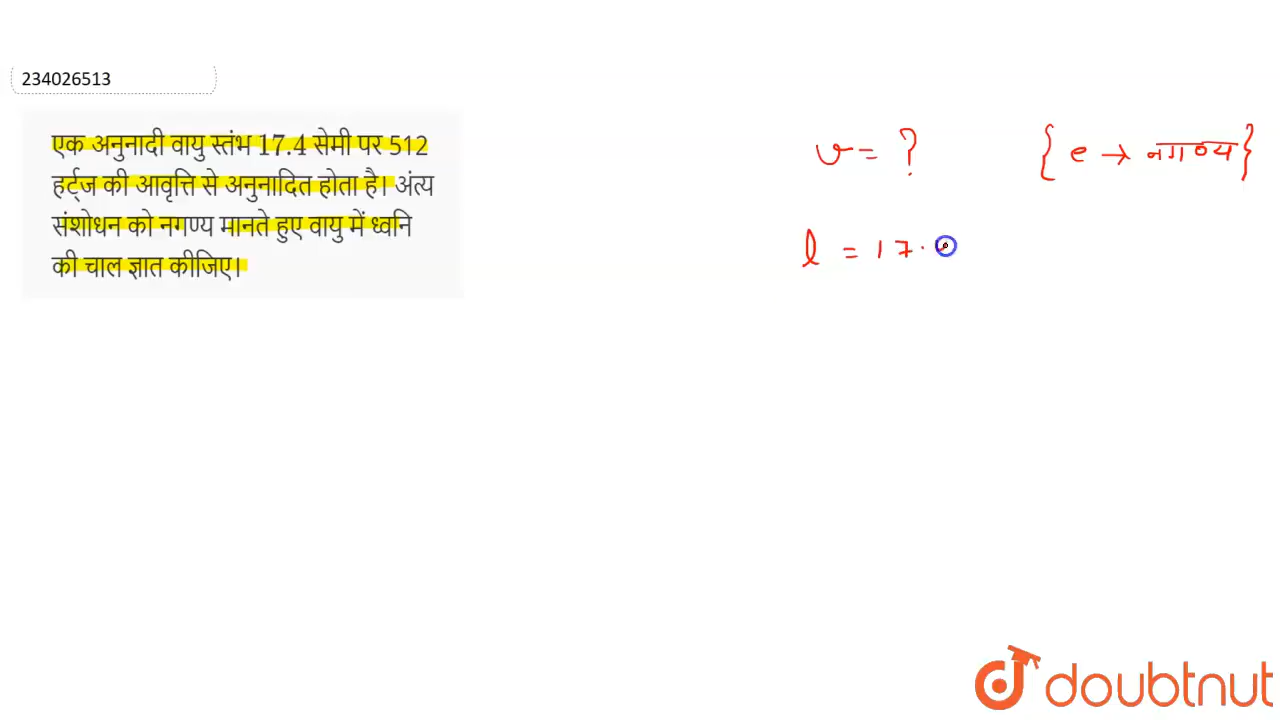 234026513
एक अनुनादी वायु स्तंभ 17.4 सेमी पर 512
हर्ट्ज की आवृत्ति से अनुनादित होता है। अंत्य
संशोधन को नगण्य मानते हुए वायु में ध्वनि
की चाल ज्ञात कीजिए।
v = ? { e → नगण्य }
l = 17.
doubtnut